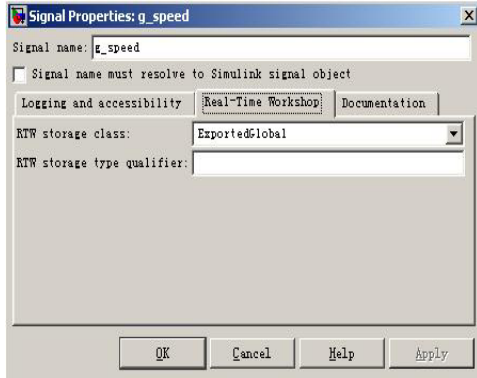 Signal Properties: g_speed
Signal name: g_speed
Signal name must resolve to Simulink signal object
Logging and accessibility Real-Time Workshop Documentation
RTW storage class: ExportedGlobal
RTW storage type qualifier:
OK Cancel Help Apply